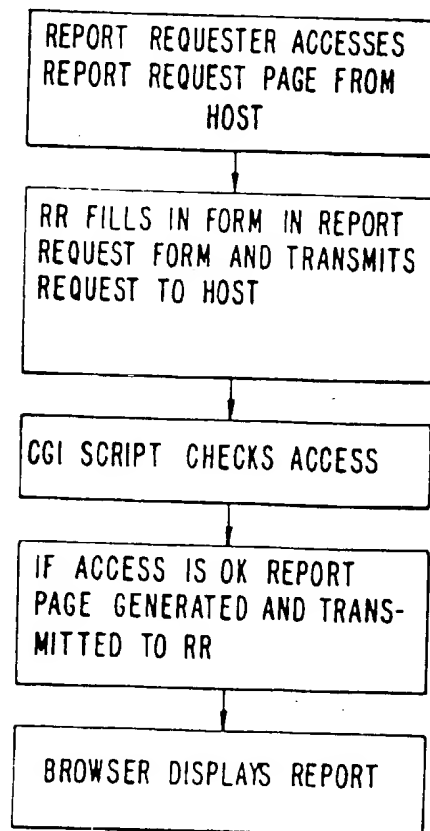 REPORT REQUESTER ACCESSES
REPORT REQUEST PAGE FROM
HOST
RR FILLS IN FORM IN REPORT
REQUEST FORM AND TRANSMITS
REQUEST TO HOST
CGI SCRIPT CHECKS ACCESS
IF ACCESS IS OK REPORT
PAGE GENERATED AND TRANS-
MITTED TO RR
BROWSER DISPLAYS REPORT